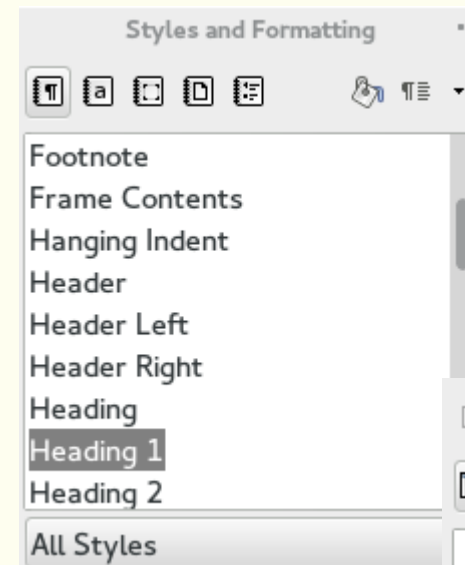 Styles and Formatting
Footnote
Frame Contents
Hanging Indent
Header
Header Left
Header Right
Heading
Heading 1
Heading 2
All Styles